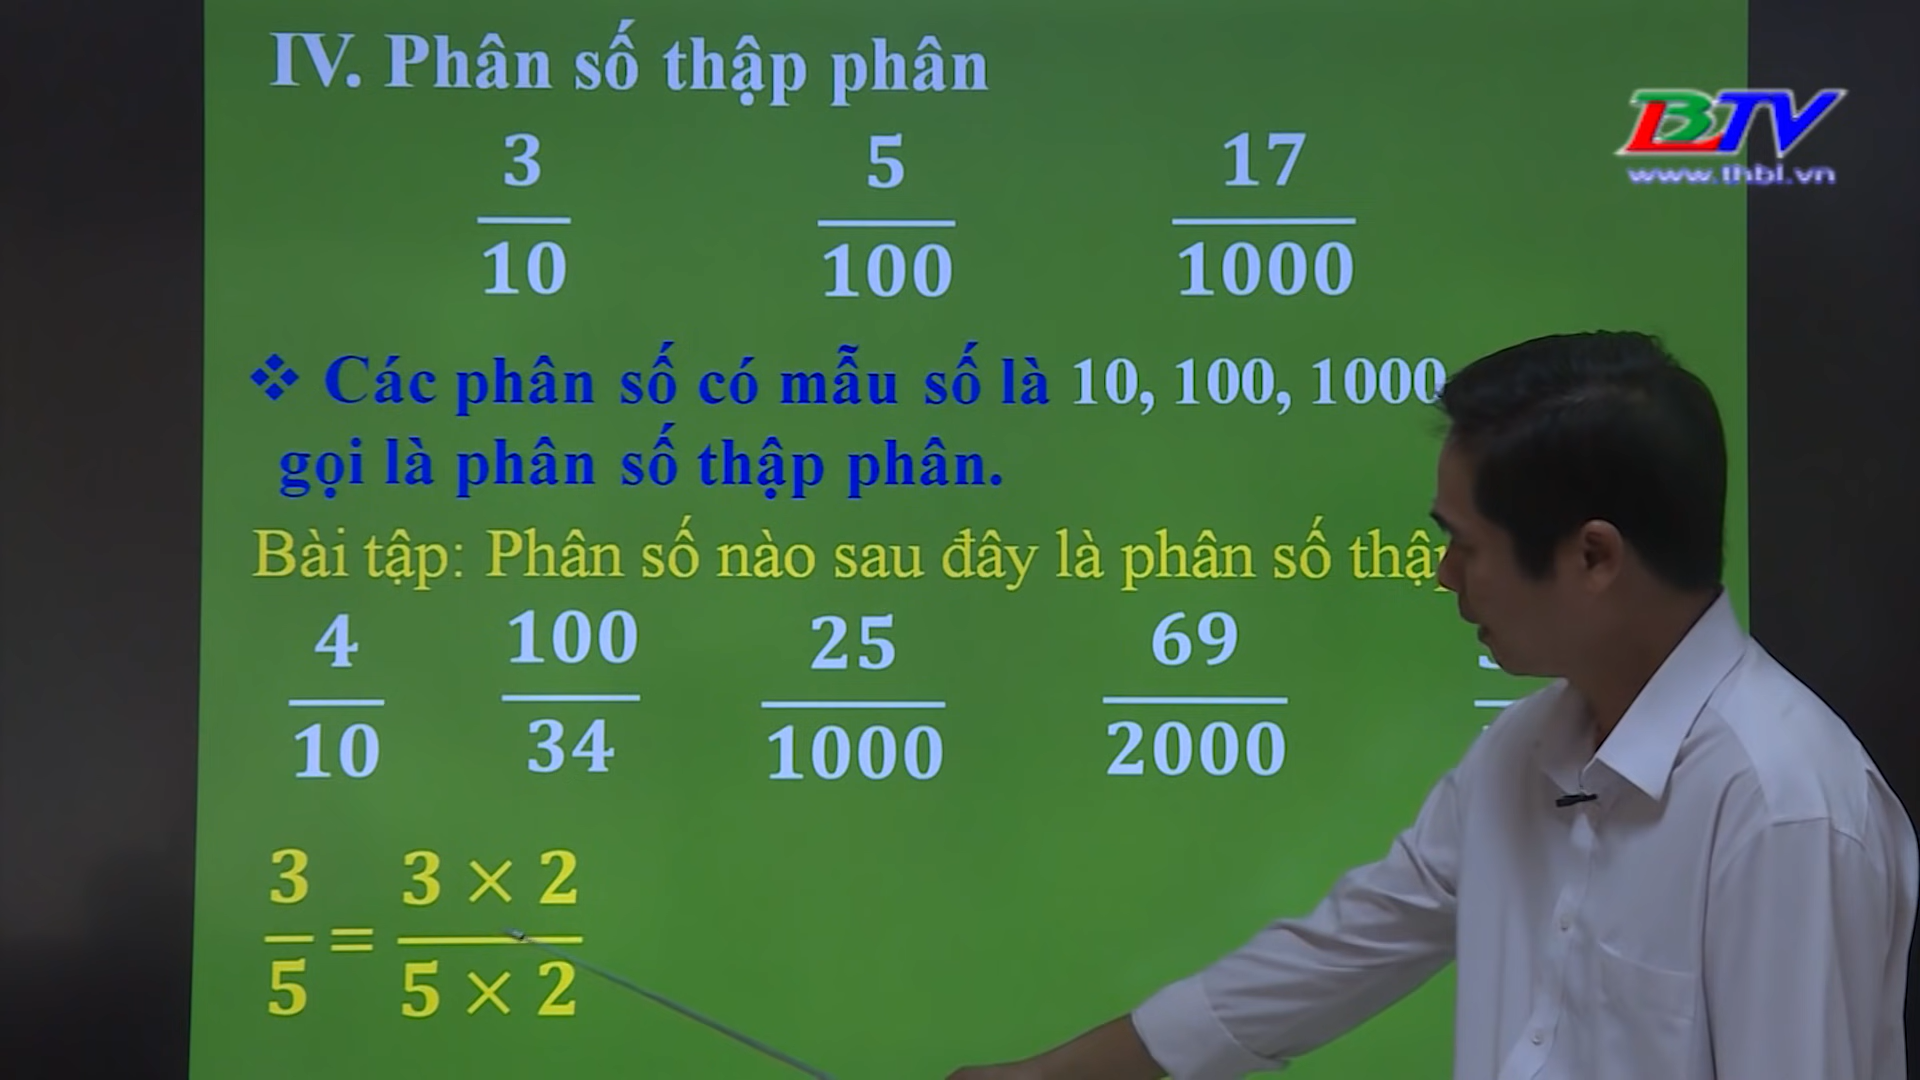 IV. Phân số thập phân
3/10 5/100 17/1000
BTV
www.thbl.vn
❖ Các phân số có mẫu số là 10, 100, 1000
gọi là phân số thập phân.
Bài tập: Phân số nào sau đây là phân số
4/10 100/34 25/1000 69/2000
3/5 = 3 × 2/5 × 2